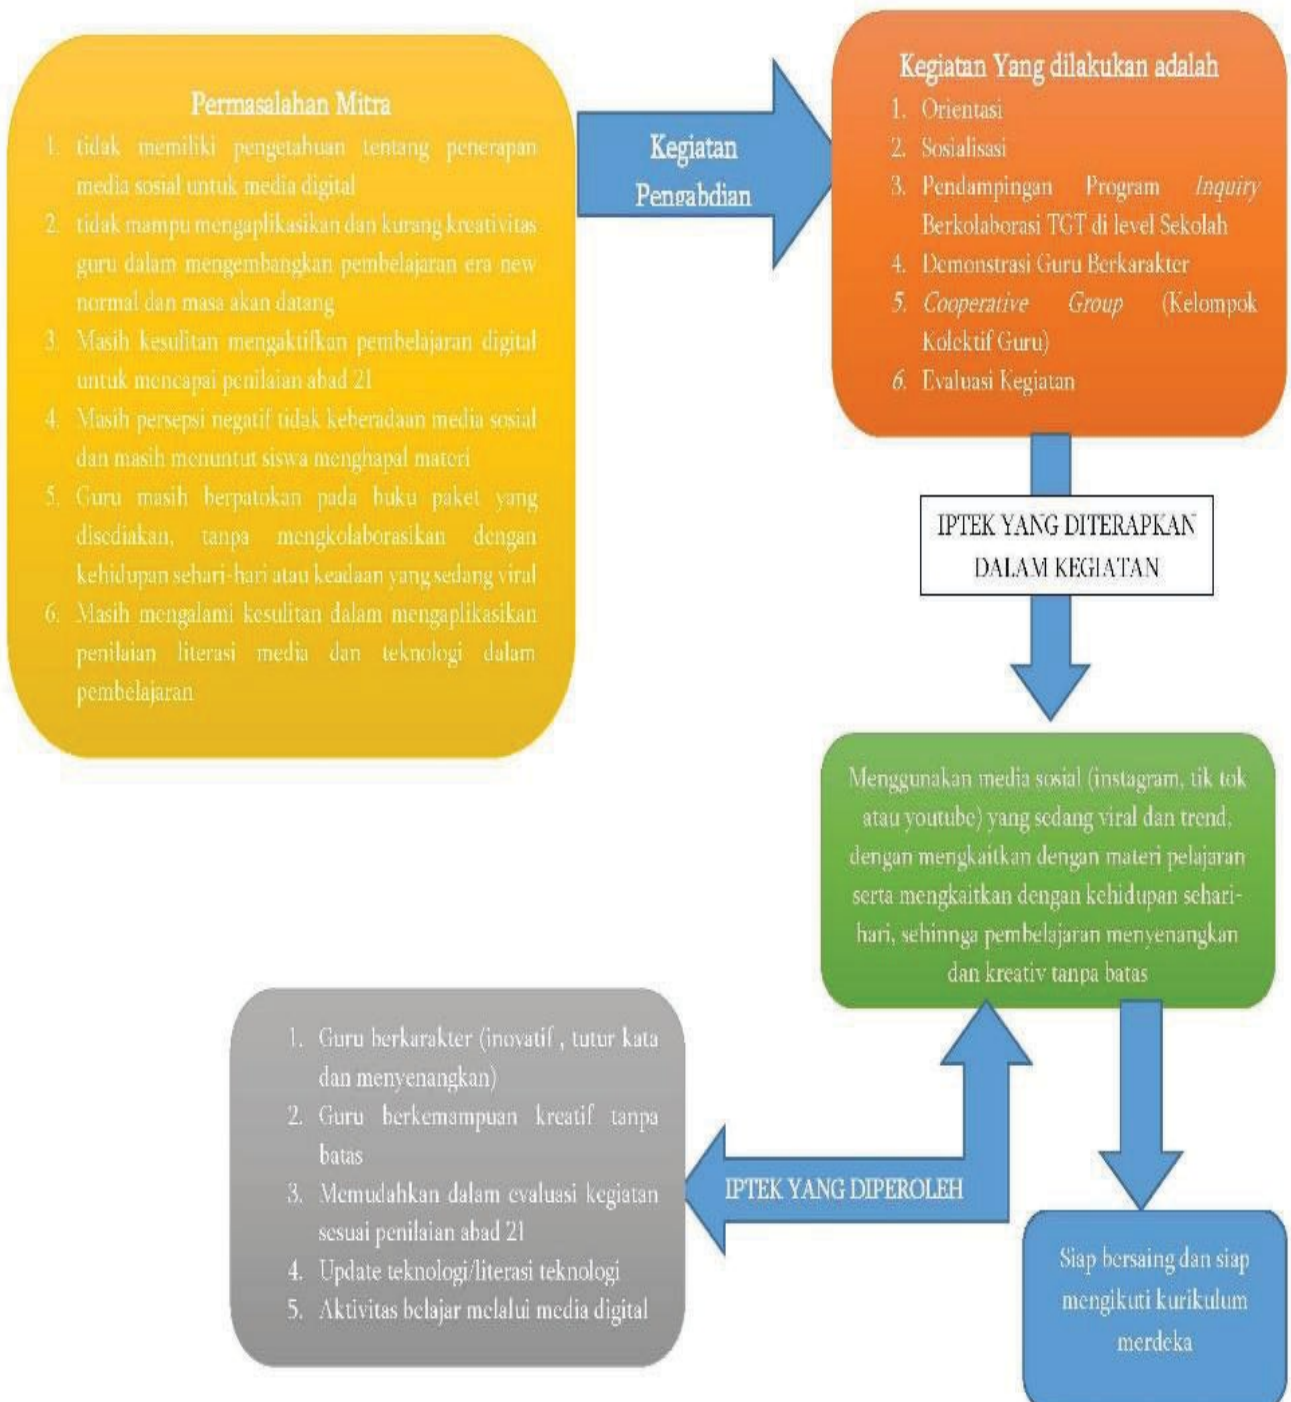 Permasalahan Mitra
1. tidak memiliki pengetahuan tentang penerapan
media sosial untuk media digital
2. tidak mampu mengaplikasikan dan kurang kreativitas
guru dalam mengembangkan pembelajaran era new
normal dan masa akan datang
3. Masih kesulitan mengaktifkan pembelajaran digital
untuk mencapai penilaian abad 21
4. Masih persepsi negatif tidak keberadaan media sosial
dan masih menuntut siswa menghapal materi
5. Guru masih berpatokan pada buku paket yang
disediakan, tanpa mengkolaborasikan dengan
kehidupan sehari-hari atau keadaan yang sedang viral
6. Masih mengalami kesulitan dalam mengaplikasikan
penilaian literasi media dan teknologi dalam
pembelajaran
Kegiatan
Pengabdian
Kegiatan Yang dilakukan adalah
1. Orientasi
2. Sosialisasi
3. Pendampingan Program Inquiry
Berkolaborasi TGT di level Sekolah
4. Demonstrasi Guru Berkarakter
5. Cooperative Group (Kelompok
Kolektif Guru)
6. Evaluasi Kegiatan
IPTEK YANG DITERAPKAN
DALAM KEGIATAN
Menggunakan media sosial (instagram, tik tok
atau youtube) yang sedang viral dan trend,
dengan mengkaitkan dengan materi pelajaran
serta mengkaitkan dengan kehidupan sehari-
hari, sehinnga pembelajaran menyenangkan
dan kreativ tanpa batas
1. Guru berkarakter (inovatif , tutur kata
dan menyenangkan)
2. Guru berkemampuan kreatif tanpa
batas
3. Memudahkan dalam evaluasi kegiatan
sesuai penilaian abad 21
4. Update teknologi/literasi teknologi
5. Aktivitas belajar melalui media digital
IPTEK YANG DIPEROLEH
Siap bersaing dan siap
mengikuti kurikulum
merdeka